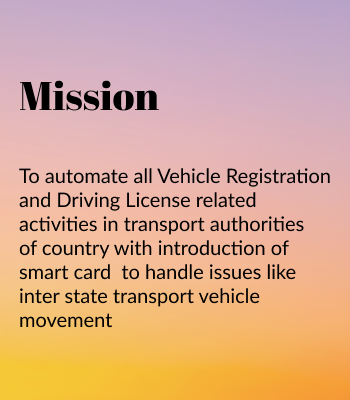 Mission
To automate all Vehicle Registration
and Driving License related
activities in transport authorities
of country with introduction of
smart card  to handle issues like
inter state transport vehicle
movement